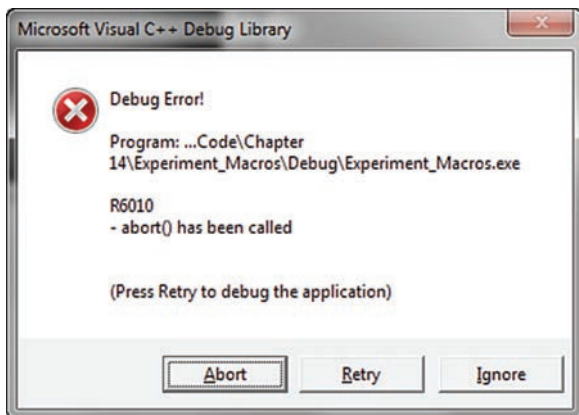 Microsoft Visual C++ Debug Library
Debug Error!
Program: ...Code\Chapter
14\Experiment_Macros\Debug\Experiment_Macros.exe
R6010
- abort() has been called
(Press Retry to debug the application)
Abort
Retry
Ignore